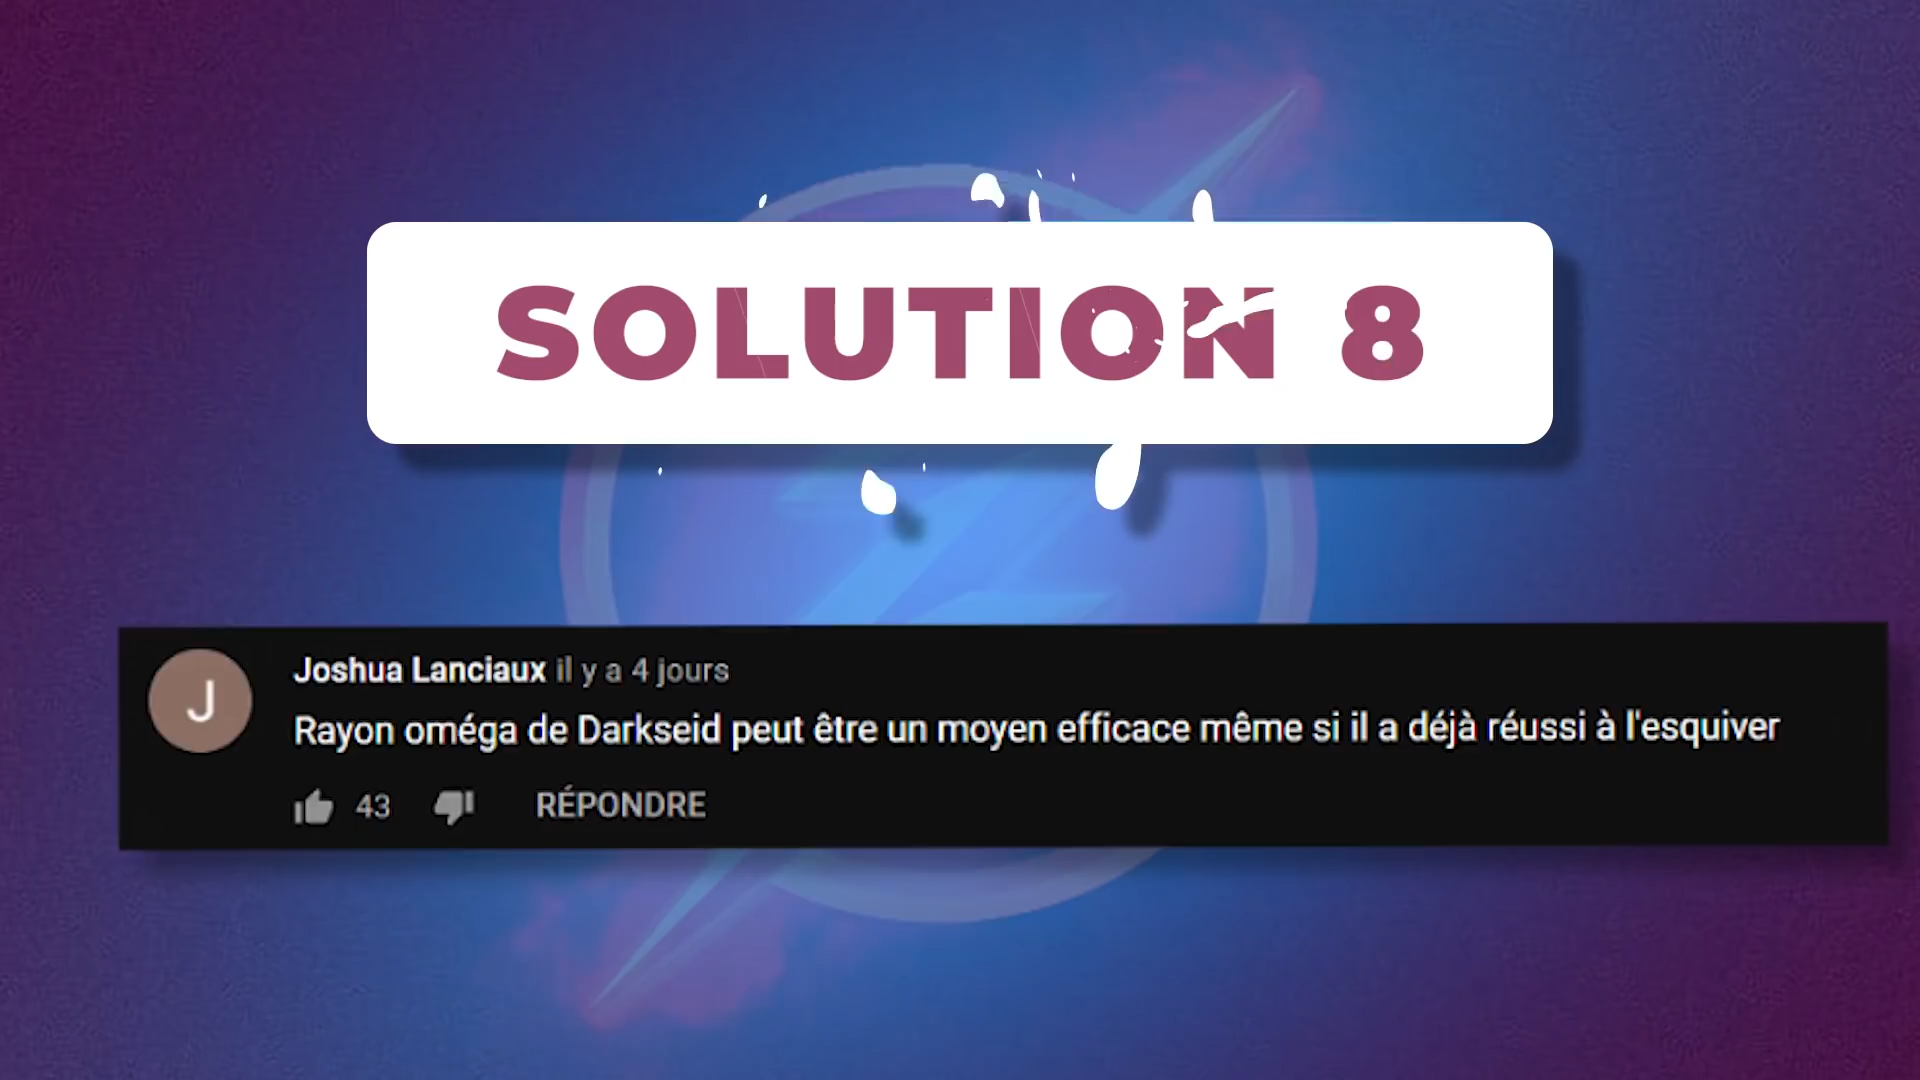 SOLUTION 8
J
Joshua Lanciaux il y a 4 jours
Rayon oméga de Darkseid peut être un moyen efficace même si il a déjà réussi à l'esquiver
43 RÉPONDRE